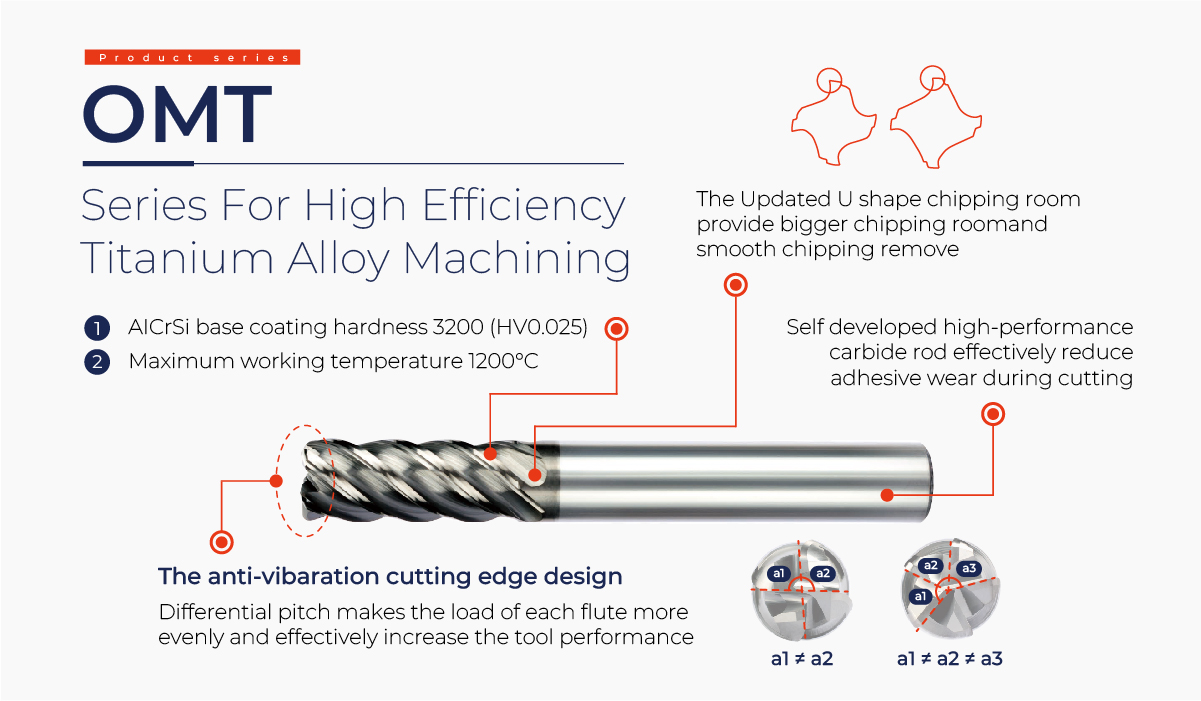 Product series
OMT
Series For High Efficiency
Titanium Alloy Machining
1 AlCrSi base coating hardness 3200 (HV0.025)
2 Maximum working temperature 1200°C
The Updated U shape chipping room
provide bigger chipping roomand
smooth chipping remove
Self developed high-performance
carbide rod effectively reduce
adhesive wear during cutting
The anti-vibaration cutting edge design
Differential pitch makes the load of each flute more
evenly and effectively increase the tool performance
a1 a2
a1 ≠ a2
a2 a3
a1
a1 ≠ a2 ≠ a3